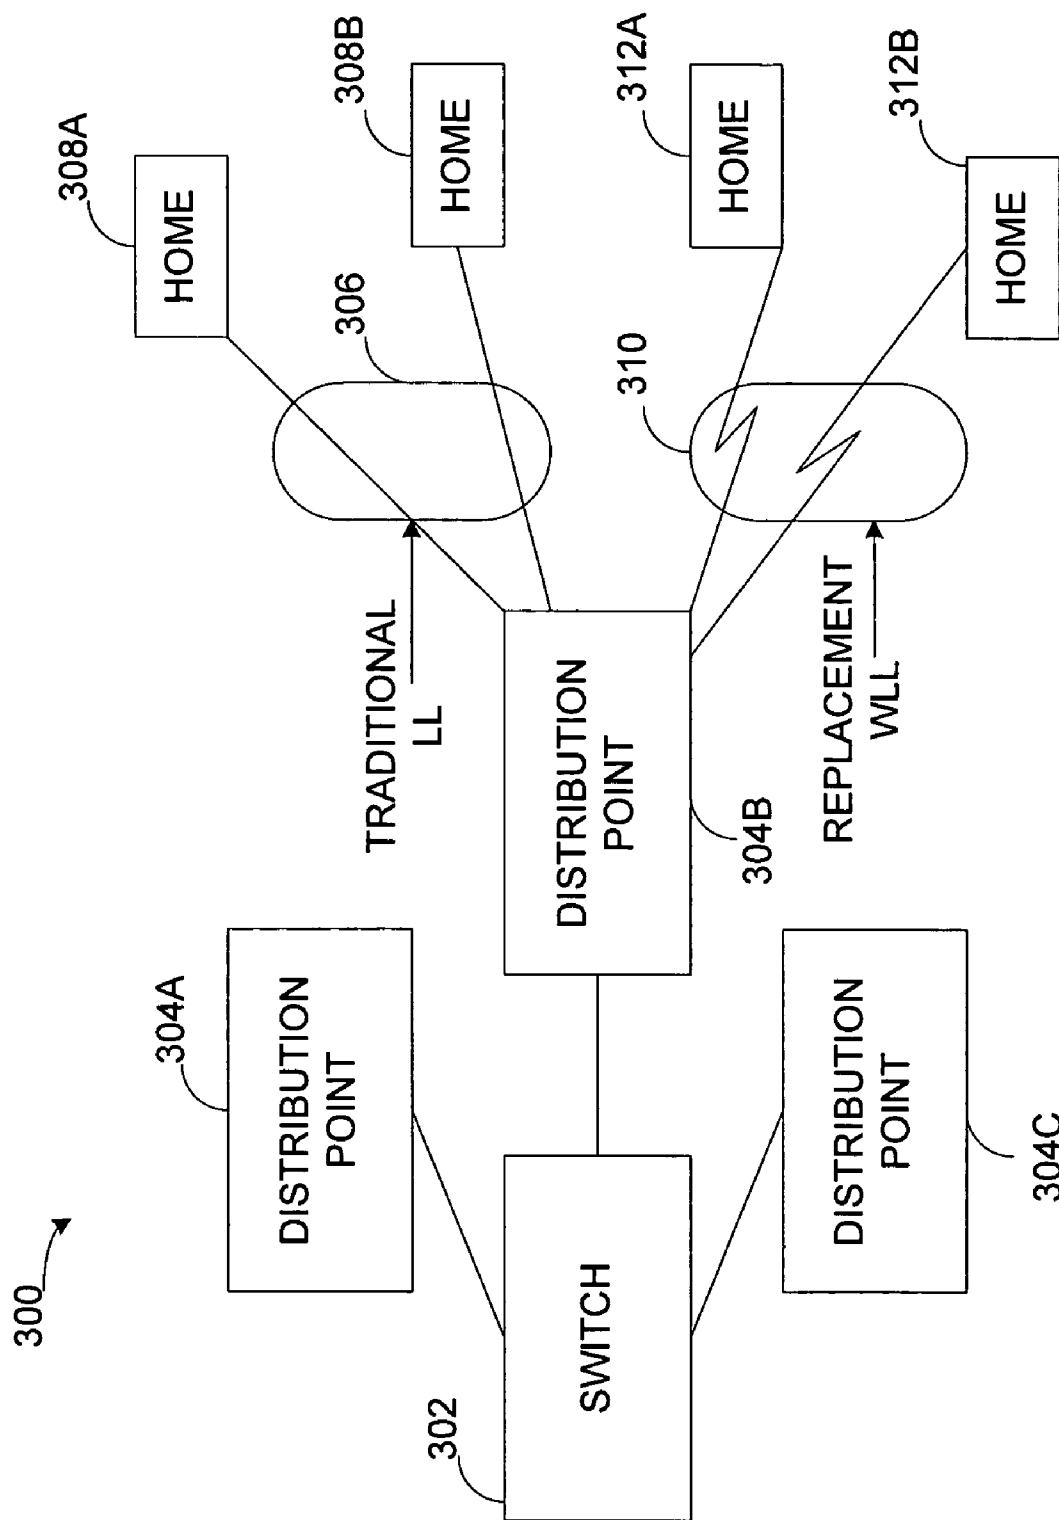 300
302
SWITCH
304A
DISTRIBUTION
POINT
304B
DISTRIBUTION
POINT
304C
DISTRIBUTION
POINT
TRADITIONAL
LL
306
308A
HOME
308B
HOME
REPLACEMENT
WLL
310
312A
HOME
312B
HOME